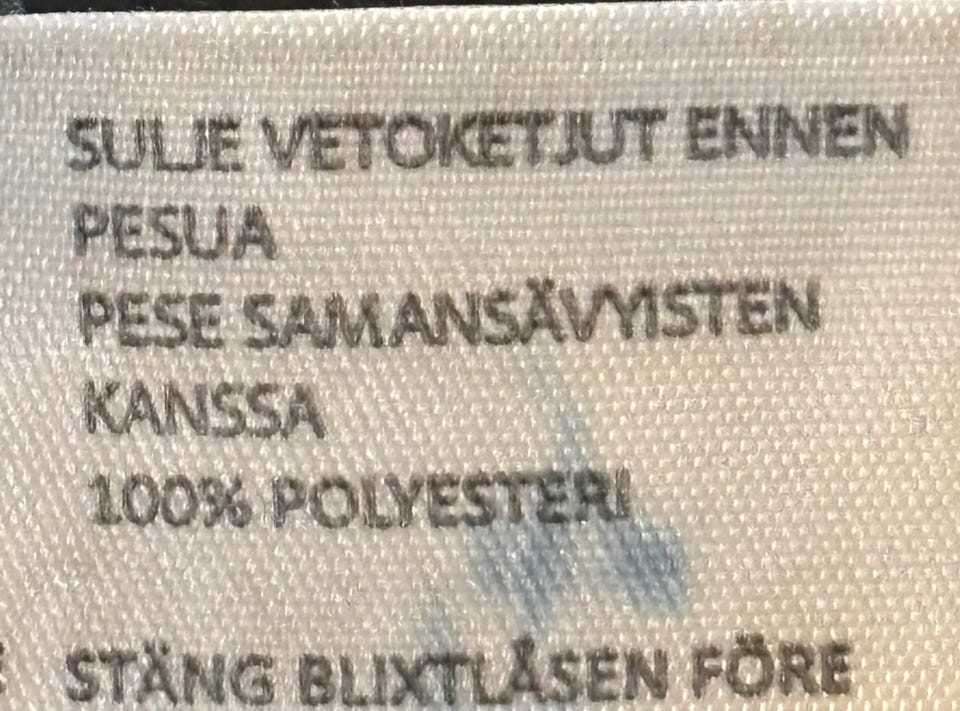 SULJE VETOKETJUT ENNEN
PESUA
PESE SAMANSÄVYISTEN
KANSSA
100% POLYESTERI
STÄNG BLIXTLÅSEN FÖRE